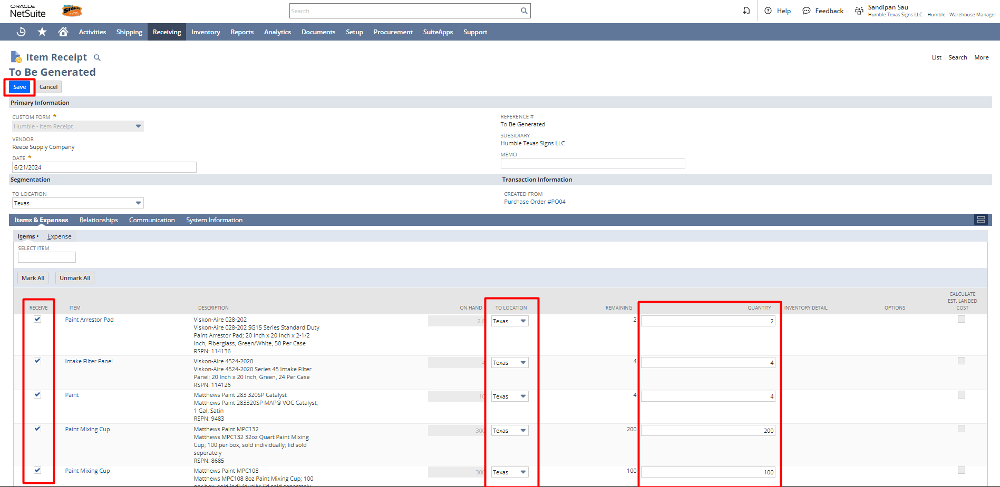 ORACLE
NetSuite
SIGNS
Search
Help
Feedback
Sandipan Sau
Humble Texas Signs LLC - Humble - Warehouse Manager
Activities Shipping Receiving Inventory Reports Analytics Documents Setup Procurement SuiteApps Support
Item Receipt
List Search More
To Be Generated
Save Cancel
Primary Information
CUSTOM FORM *
Humble - Item Receipt
VENDOR
Reece Supply Company
DATE *
6/21/2024
REFERENCE #
To Be Generated
SUBSIDIARY
Humble Texas Signs LLC
MEMO
Segmentation
TO LOCATION
Texas
Transaction Information
CREATED FROM
Purchase Order #PO04
Items & Expenses Relationships Communication System Information
Items • Expense
SELECT ITEM
Mark All Unmark All
RECEIVE ITEM DESCRIPTION ON HAND TO LOCATION REMAINING QUANTITY INVENTORY DETAIL OPTIONS CALCULATE EST. LANDED COST
Paint Arrestor Pad Viskon-Aire 028-202 2.8 Texas 2 2
Viskon-Aire 028-202 SG15 Series Standard Duty
Paint Arrestor Pad; 20 Inch x 20 Inch x 2-1/2
Inch, Fiberglass, Green/White, 50 Per Case
RSPN: 114136
Intake Filter Panel Viskon-Aire 4524-2020 4 Texas 4 4
Viskon-Aire 4524-2020 Series 45 Intake Filter
Panel; 20 Inch x 20 Inch, Green, 24 Per Case
RSPN: 114126
Paint Matthews Paint 283 320SP Catalyst 10 Texas 4 4
Matthews Paint 283320SP MAP® VOC Catalyst;
1 Gal, Satin
RSPN: 9483
Paint Mixing Cup Matthews Paint MPC132 300 Texas 200 200
Matthews MPC132 32oz Quart Paint Mixing
Cup; 100 per box, sold individually; lid sold
seperately
RSPN: 8685
Paint Mixing Cup Matthews Paint MPC108 300 Texas 100 100
Matthews MPC108 8oz Paint Mixing Cup; 100
per box, sold individually; lid sold separately